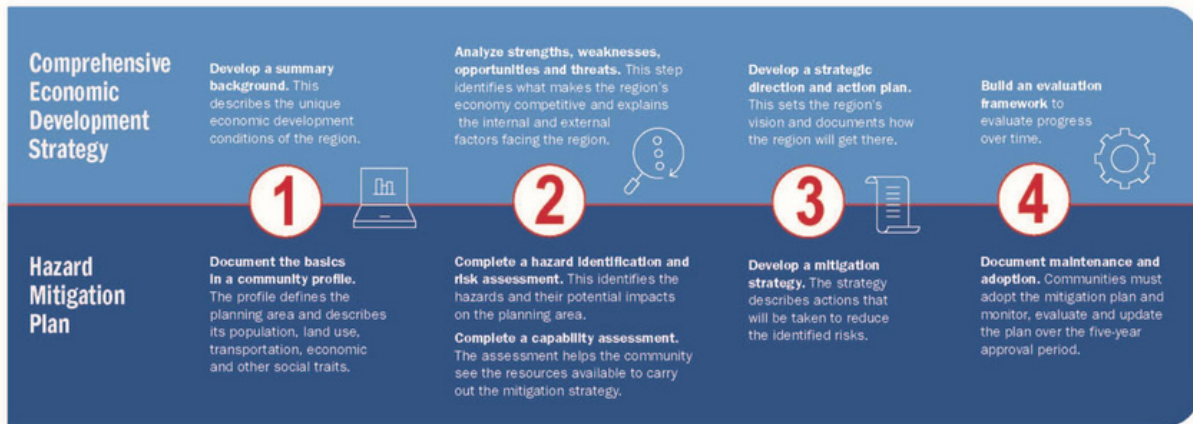 Comprehensive
Economic
Development
Strategy
Develop a summary
background. This
describes the unique
economic development
conditions of the region.
Analyze strengths, weaknesses,
opportunities and threats. This step
identifies what makes the region's
economy competitive and explains
the internal and external
factors facing the region.
Develop a strategic
direction and action plan.
This sets the region's
vision and documents how
the region will get there.
Build an evaluation
framework to
evaluate progress
over time.
1
2
3
4
Hazard
Mitigation
Plan
Document the basics
in a community profile.
The profile defines the
planning area and describes
its population, land use,
transportation, economic
and other social traits.
Complete a hazard identification and
risk assessment. This identifies the
hazards and their potential impacts
on the planning area.
Complete a capability assessment.
The assessment helps the community
see the resources available to carry
out the mitigation strategy.
Develop a mitigation
strategy. The strategy
describes actions that
will be taken to reduce
the identified risks.
Document maintenance and
adoption. Communities must
adopt the mitigation plan and
monitor, evaluate and update
the plan over the five-year
approval period.